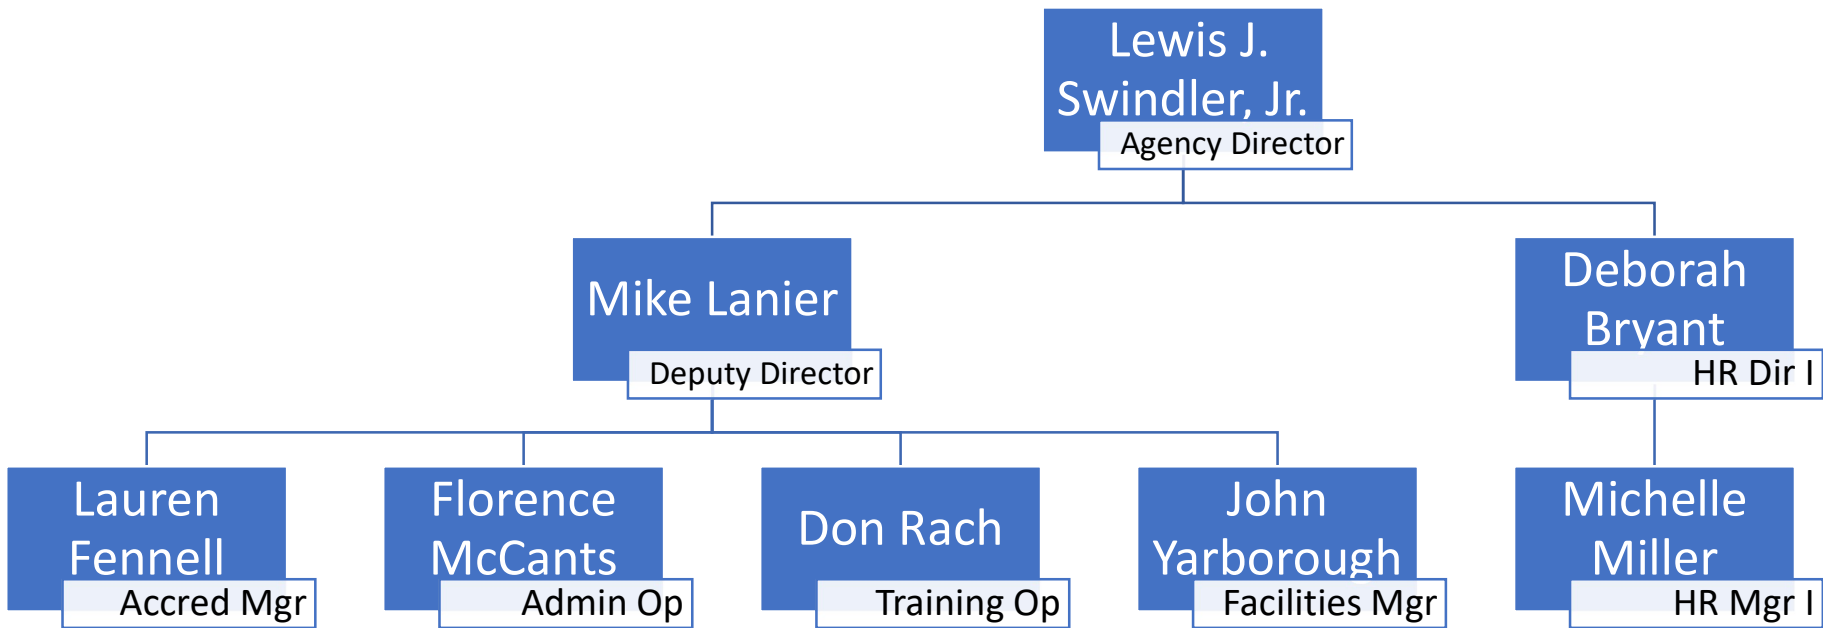 Lewis J.
Swindler, Jr.
Agency Director
Mike Lanier
Deputy Director
Deborah
Bryant
HR Dir I
Lauren
Fennell
Accred Mgr
Florence
McCants
Admin Op
Don Rach
Training Op
John
Yarborough
Facilities Mgr
Michelle
Miller
HR Mgr I